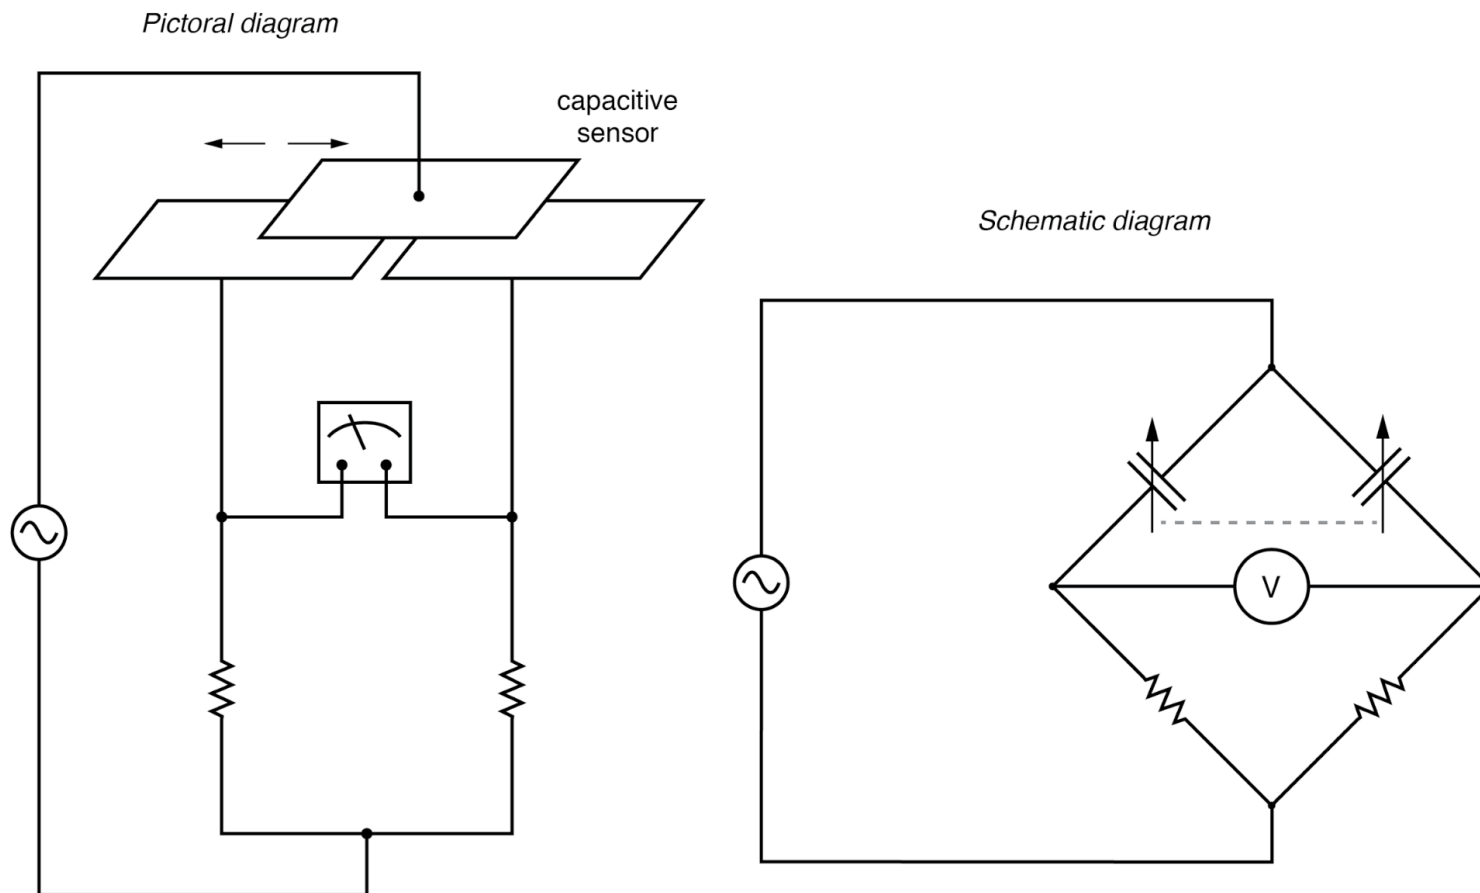 Pictoral diagram
capacitive
sensor
Schematic diagram
V